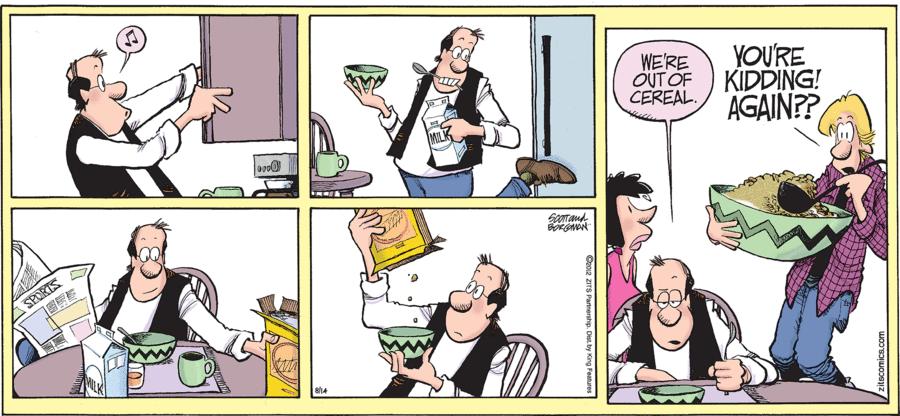 MILK
SPORTS
MILK
SCOTT AND
BORGMAN
8/14
©2012 ZITS Partnership. Dist. by King Features
WE'RE
OUT OF
CEREAL.
YOU'RE
KIDDING!
AGAIN??
zitscomics.com